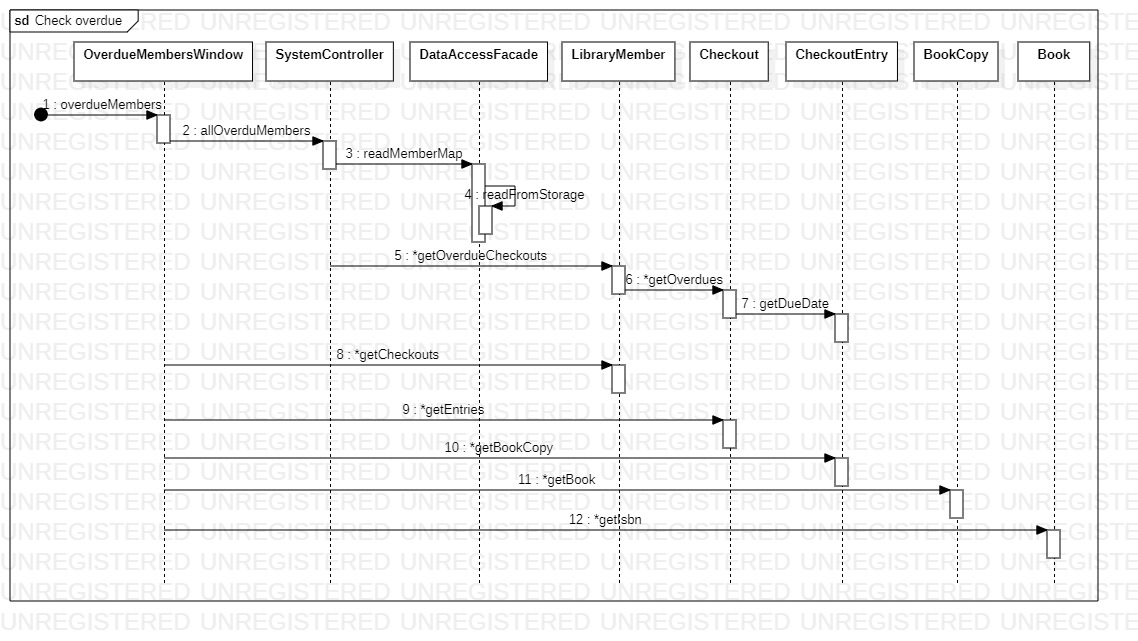 sd Check overdue
OverdueMembersWindow
SystemController
DataAccessFacade
LibraryMember
Checkout
CheckoutEntry
BookCopy
Book
1 : overdueMembers
2 : allOverduMembers
3 : readMemberMap
4 : readFromStorage
5 : *getOverdueCheckouts
6 : *getOverdues
7 : getDueDate
8 : *getCheckouts
9 : *getEntries
10 : *getBookCopy
11 : *getBook
12 : *getIsbn
UNREGISTERED UNREGISTERED UNREGISTERED UNREGISTERED UNREGISTERED